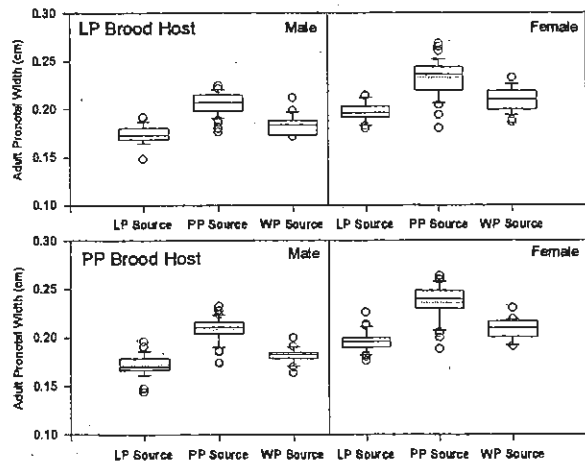 LP Brood Host Male Female
Adult Pronotal Width (cm)
0.30
0.25
0.20
0.15
0.10
LP Source PP Source WP Source LP Source PP Source WP Source
PP Brood Host Male Female
Adult Pronotal Width (cm)
0.30
0.25
0.20
0.15
0.10
LP Source PP Source WP Source LP Source PP Source WP Source